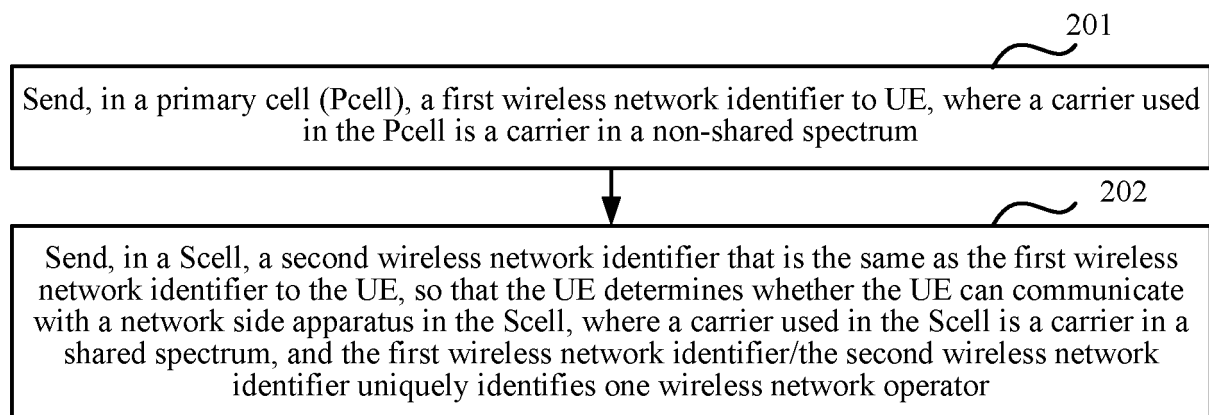 201
Send, in a primary cell (Pcell), a first wireless network identifier to UE, where a carrier used
in the Pcell is a carrier in a non-shared spectrum
202
Send, in a Scell, a second wireless network identifier that is the same as the first wireless
network identifier to the UE, so that the UE determines whether the UE can communicate
with a network side apparatus in the Scell, where a carrier used in the Scell is a carrier in a
shared spectrum, and the first wireless network identifier/the second wireless network
identifier uniquely identifies one wireless network operator